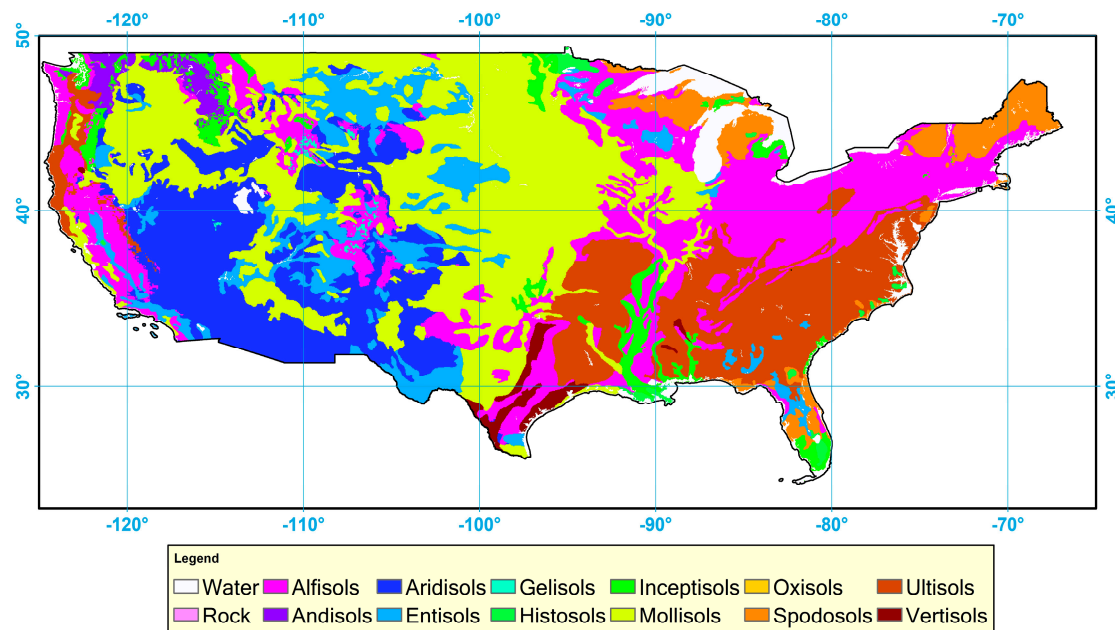 -120° -110° -100° -90° -80° -70°
50°
40° 40°
30° 30°
-120° -110° -100° -90° -80° -70°
Legend
Water Alfisols Aridisols Gelisols Inceptisols Oxisols Ultisols
Rock Andisols Entisols Histosols Mollisols Spodosols Vertisols